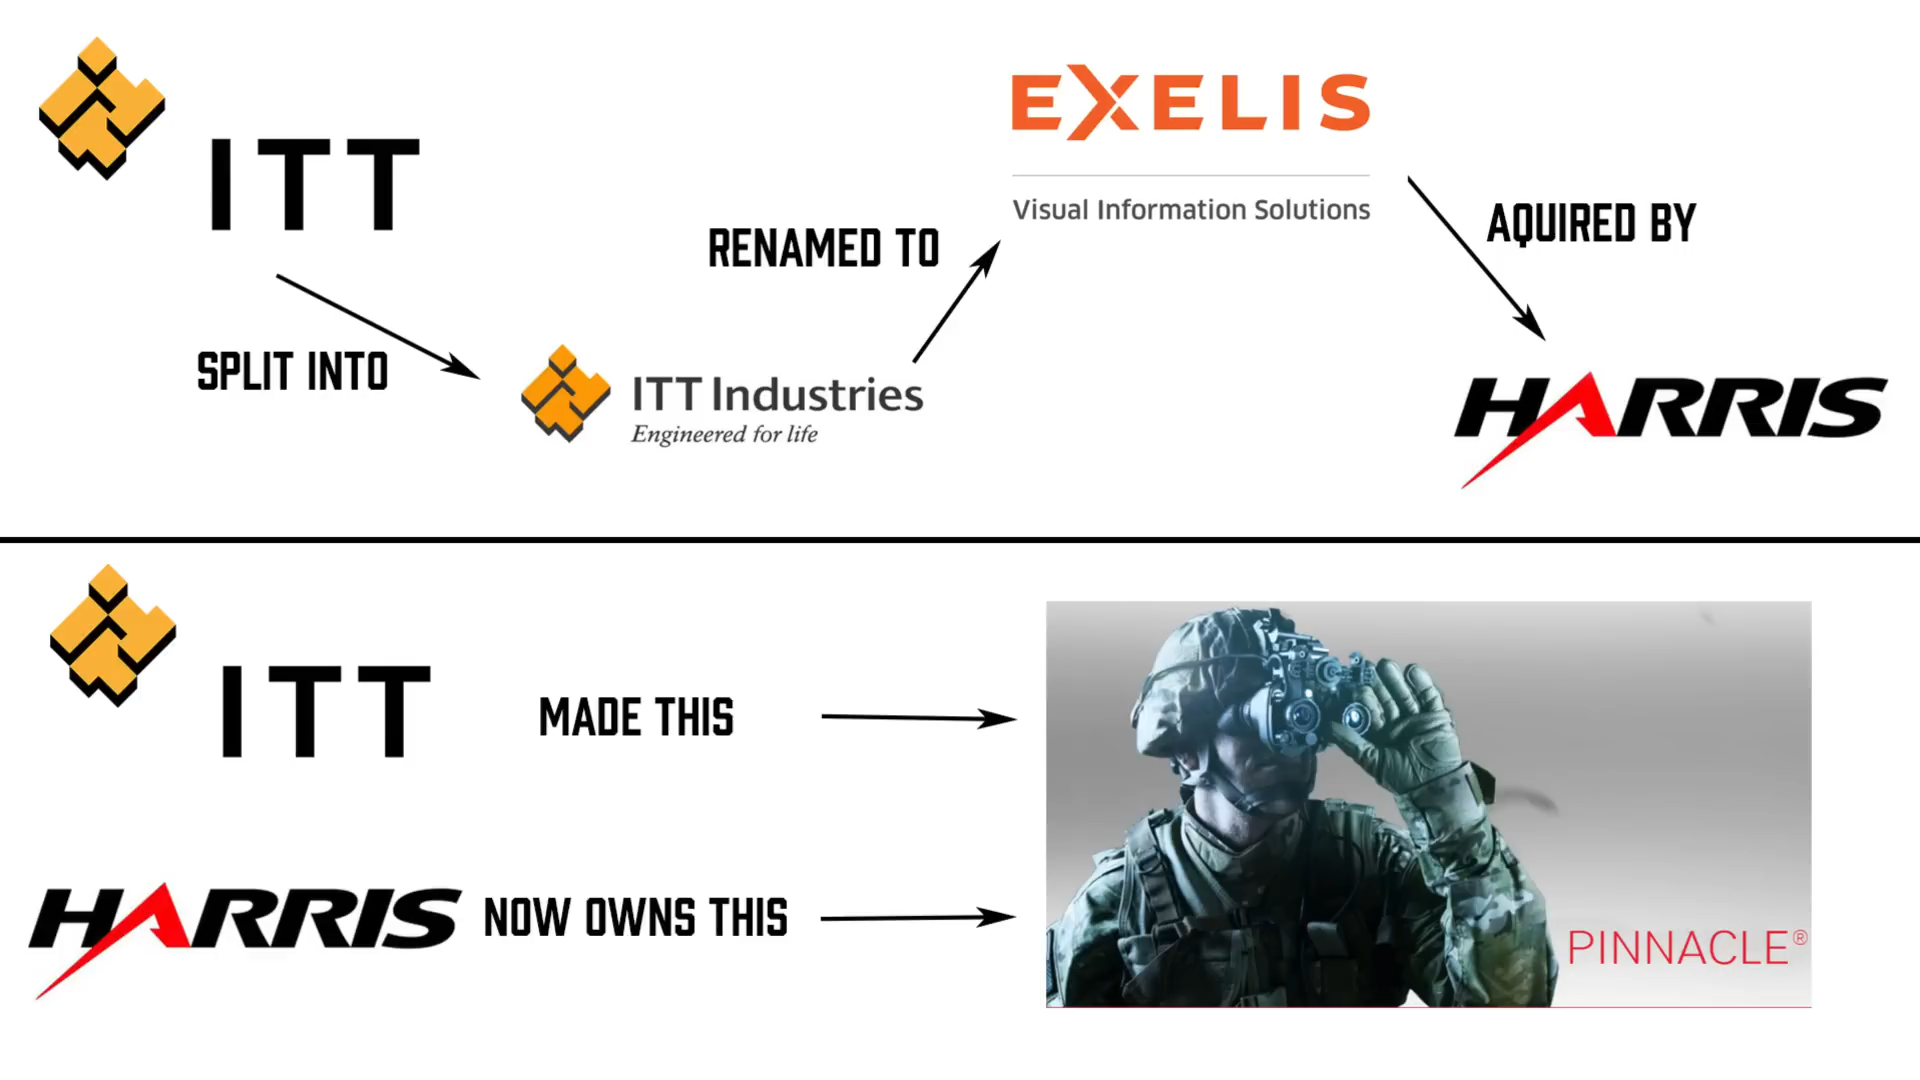 ITT
SPLIT INTO
ITT Industries
Engineered for life
RENAMED TO
EXELIS
Visual Information Solutions
AQUIRED BY
HARRIS
ITT
MADE THIS
HARRIS NOW OWNS THIS
PINNACLE®